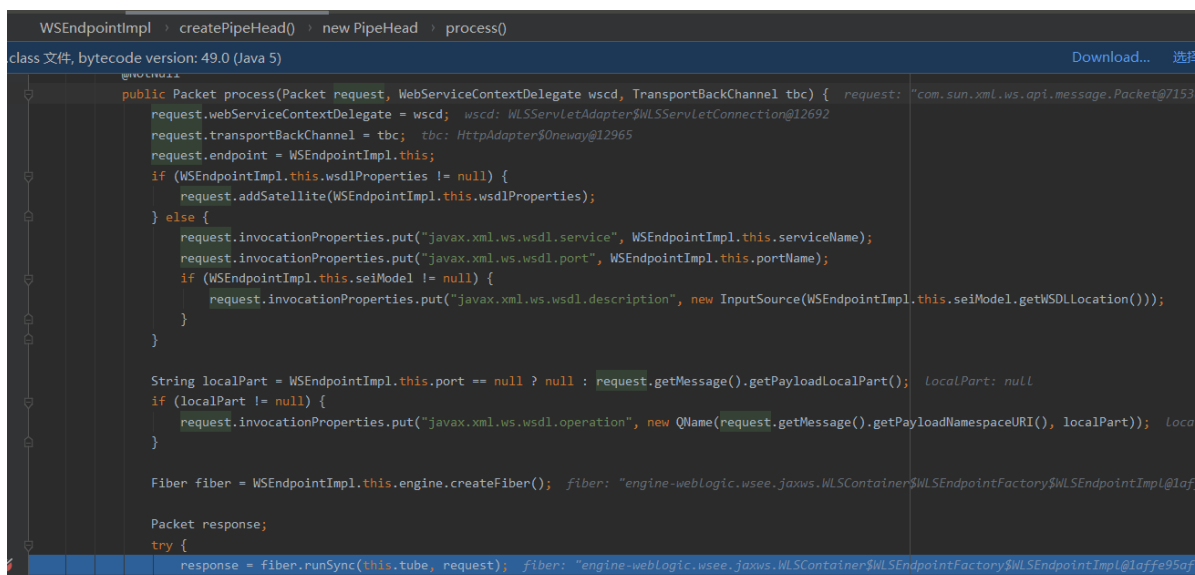 WSEndpointImpl › createPipeHead() › new PipeHead › process()
.class 文件, bytecode version: 49.0 (Java 5) Download... 选择
@NotNull
public Packet process(Packet request, WebServiceContextDelegate wscd, TransportBackChannel tbc) { request: "com.sun.xml.ws.api.message.Packet@7153
request.webServiceContextDelegate = wscd; wscd: WLSServletAdapter$WLSServletConnection@12692
request.transportBackChannel = tbc; tbc: HttpAdapter$Oneway@12965
request.endpoint = WSEndpointImpl.this;
if (WSEndpointImpl.this.wsdlProperties != null) {
request.addSatellite(WSEndpointImpl.this.wsdlProperties);
} else {
request.invocationProperties.put("javax.xml.ws.wsdl.service", WSEndpointImpl.this.serviceName);
request.invocationProperties.put("javax.xml.ws.wsdl.port", WSEndpointImpl.this.portName);
if (WSEndpointImpl.this.seiModel != null) {
request.invocationProperties.put("javax.xml.ws.wsdl.description", new InputSource(WSEndpointImpl.this.seiModel.getWSDLLocation()));
}
}
String localPart = WSEndpointImpl.this.port == null ? null : request.getMessage().getPayloadLocalPart(); localPart: null
if (localPart != null) {
request.invocationProperties.put("javax.xml.ws.wsdl.operation", new QName(request.getMessage().getPayloadNamespaceURI(), localPart)); loca
}
Fiber fiber = WSEndpointImpl.this.engine.createFiber(); fiber: "engine-weblogic.wsee.jaxws.WLSContainer$WLSEndpointFactory$WLSEndpointImpl@1aff
Packet response;
try {
response = fiber.runSync(this.tube, request); fiber: "engine-weblogic.wsee.jaxws.WLSContainer$WLSEndpointFactory$WLSEndpointImpl@1affe95af